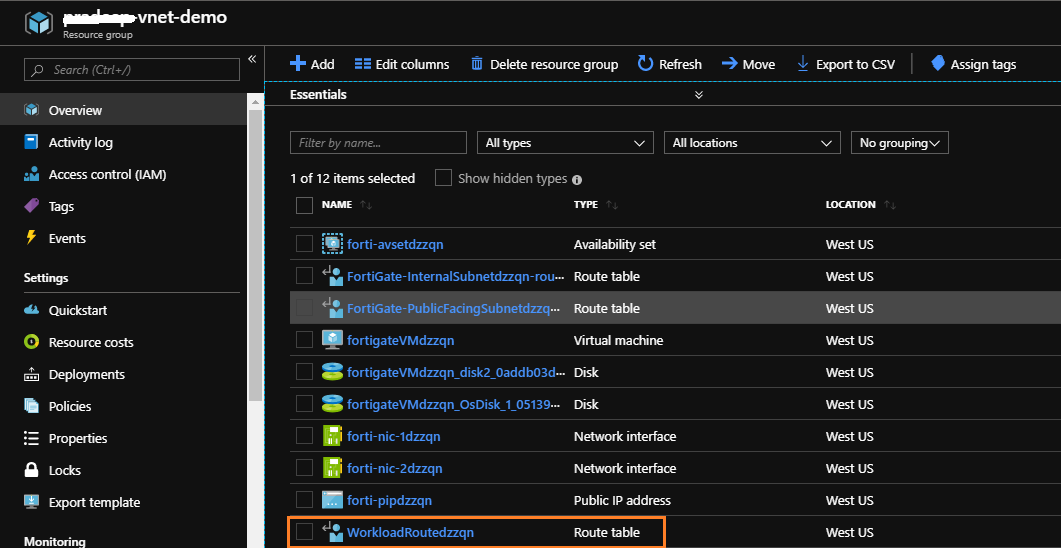 -vnet-demo
Resource group
Search (Ctrl+/)
«
Overview
Activity log
Access control (IAM)
Tags
Events
Settings
Quickstart
Resource costs
Deployments
Policies
Properties
Locks
Export template
Monitoring
Add Edit columns Delete resource group Refresh Move Export to CSV Assign tags
Essentials
Filter by name... All types All locations No grouping
1 of 12 items selected Show hidden types
NAME TYPE LOCATION
forti-avsetdzzqn Availability set West US
FortiGate-InternalSubnetdzzqn-rou... Route table West US
FortiGate-PublicFacingSubnetdzzq... Route table West US
fortigateVMdzzqn Virtual machine West US
fortigateVMdzzqn_disk2_0addb03d... Disk West US
fortigateVMdzzqn_OsDisk_1_05139... Disk West US
forti-nic-1dzzqn Network interface West US
forti-nic-2dzzqn Network interface West US
forti-pipdzzqn Public IP address West US
WorkloadRoutedzzqn Route table West US